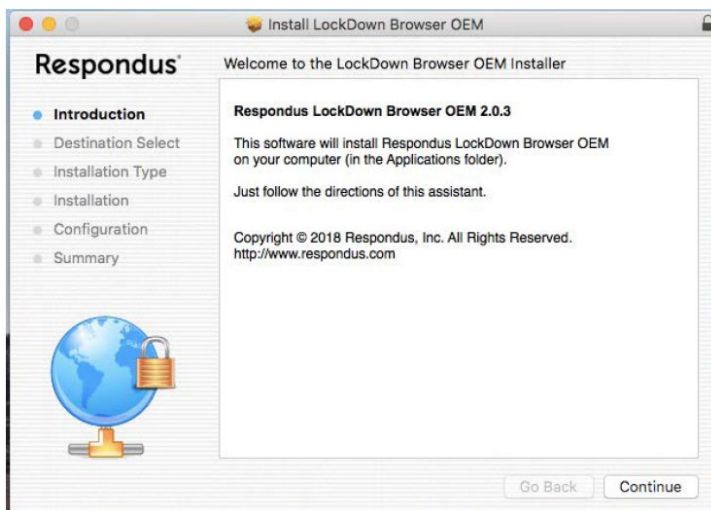 Install LockDown Browser OEM
Respondus
Welcome to the LockDown Browser OEM Installer
Introduction
Destination Select
Installation Type
Installation
Configuration
Summary
Respondus LockDown Browser OEM 2.0.3
This software will install Respondus LockDown Browser OEM
on your computer (in the Applications folder).
Just follow the directions of this assistant.
Copyright © 2018 Respondus, Inc. All Rights Reserved.
http://www.respondus.com
Go Back
Continue